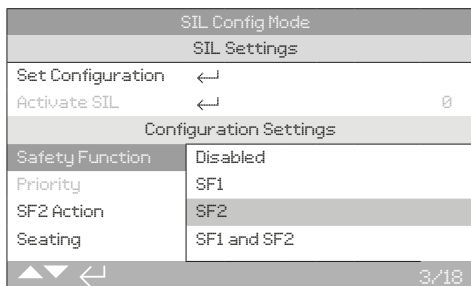 SIL Config Mode
SIL Settings
Set Configuration
Activate SIL 0
Configuration Settings
Safety Function Disabled
Priority SF1
SF2 Action SF2
Seating SF1 and SF2
3/18